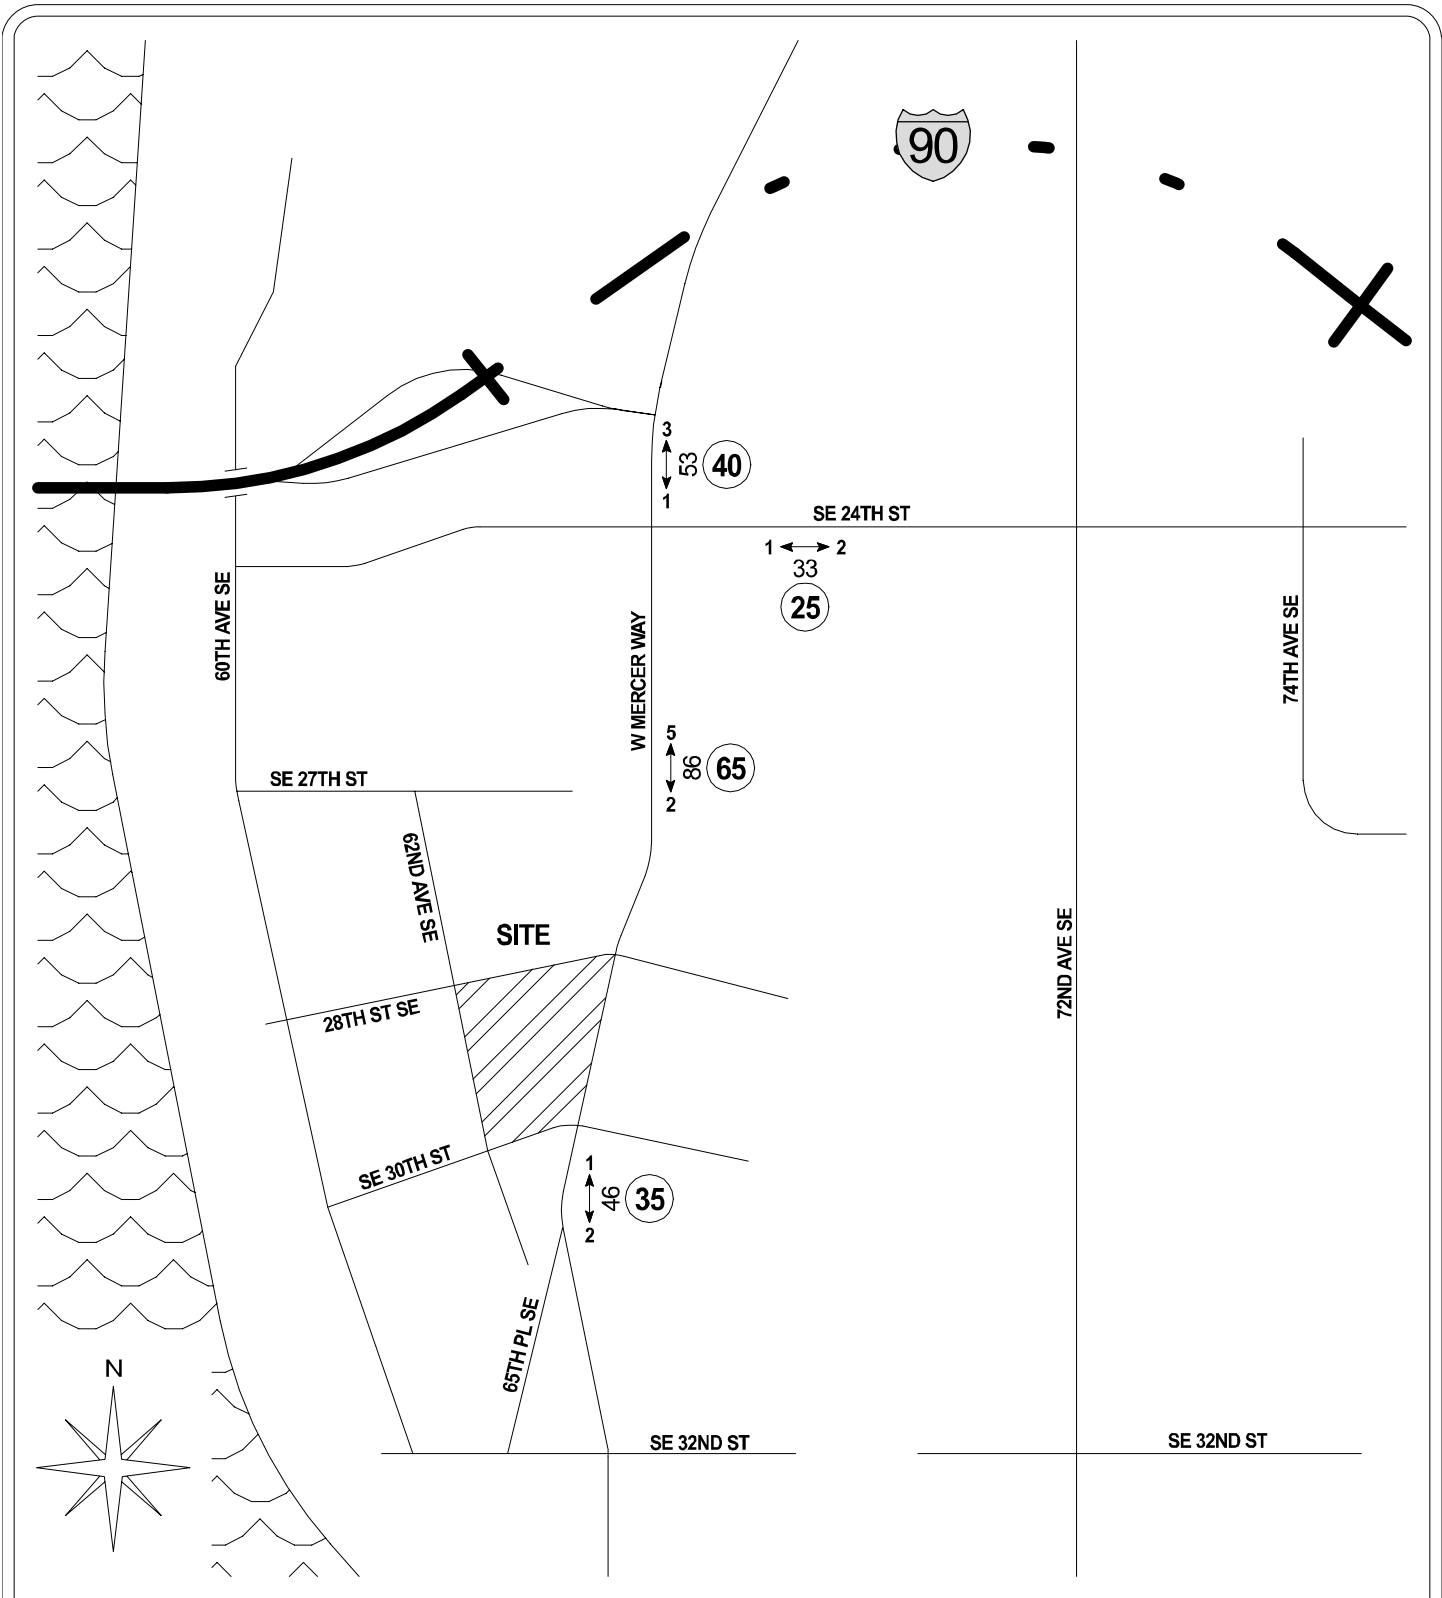 90
3
53
40
1
SE 24TH ST
1
2
33
25
60TH AVE SE
W MERCER WAY
74TH AVE SE
5
86
65
2
SE 27TH ST
62ND AVE SE
SITE
72ND AVE SE
28TH ST SE
SE 30TH ST
1
46
35
2
65TH PL SE
N
SE 32ND ST
SE 32ND ST